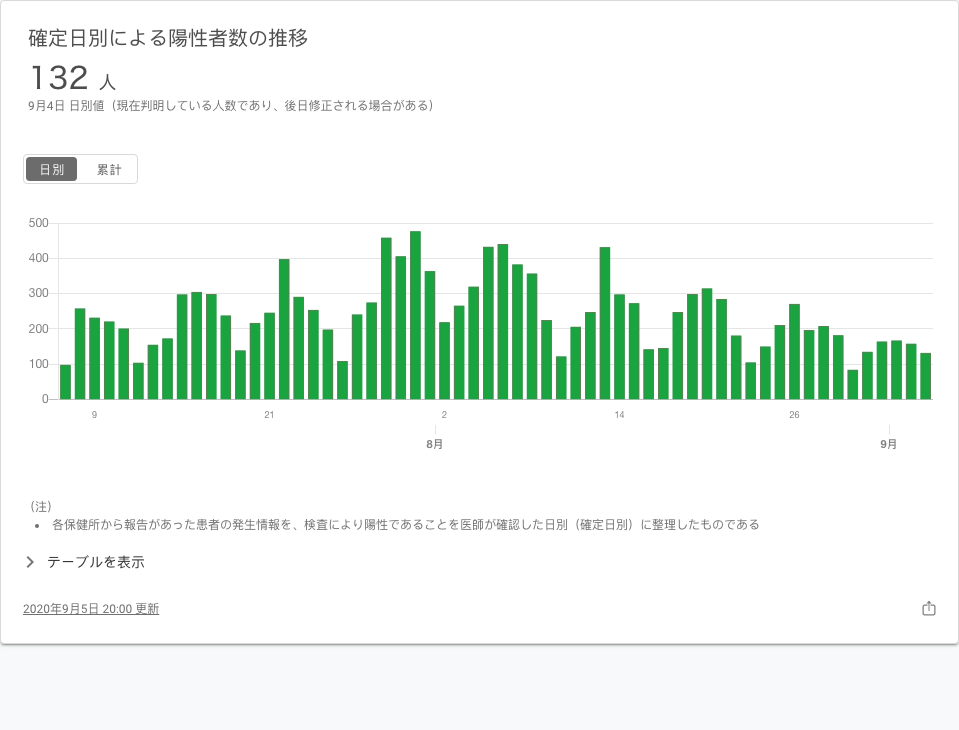 確定日別による陽性者数の推移
132 人
9月4日 日別値（現在判明している人数であり、後日修正される場合がある）
日別 累計
500
400
300
200
100
0
9 21 2 14 26
8月 9月
（注）
• 各保健所から報告があった患者の発生情報を、検査により陽性であることを医師が確認した日別（確定日別）に整理したものである
テーブルを表示
2020年9月5日 20:00 更新